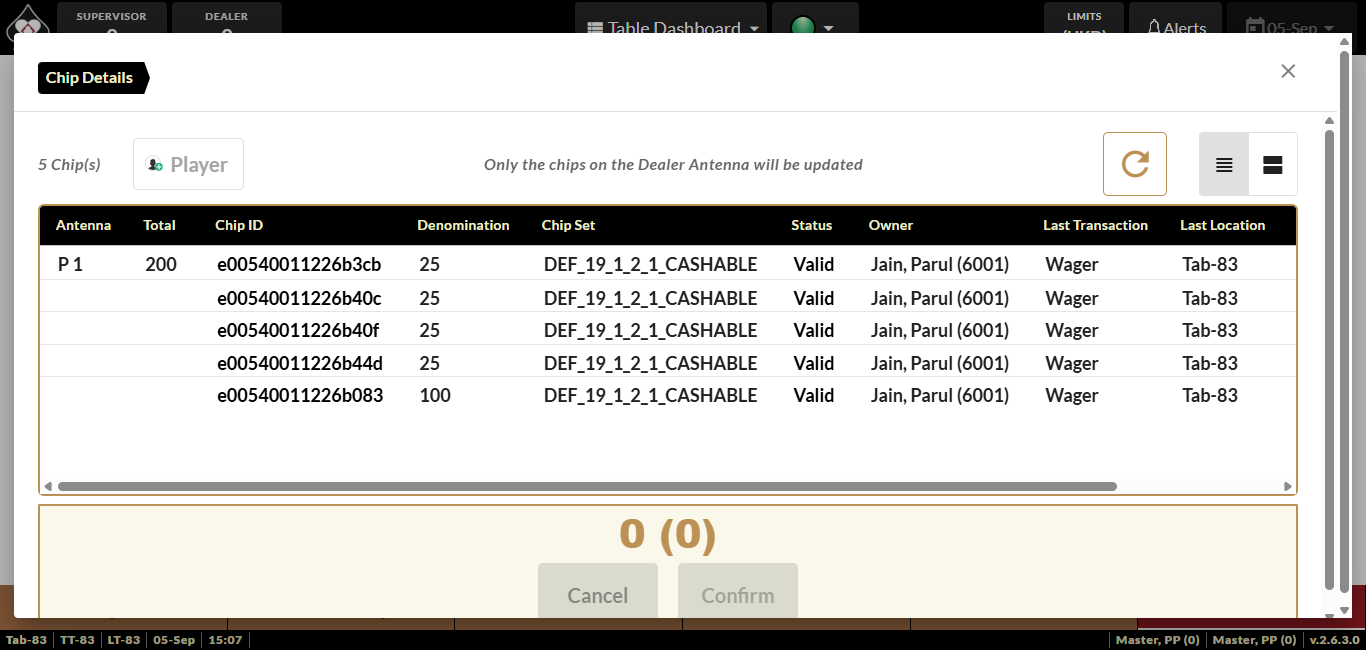 SUPERVISOR DEALER Table Dashboard LIMITS Alerts 05-Sep
Chip Details
5 Chip(s) Player Only the chips on the Dealer Antenna will be updated
Antenna Total Chip ID Denomination Chip Set Status Owner Last Transaction Last Location
P 1 200 e00540011226b3cb 25 DEF_19_1_2_1_CASHABLE Valid Jain, Parul (6001) Wager Tab-83
e00540011226b40c 25 DEF_19_1_2_1_CASHABLE Valid Jain, Parul (6001) Wager Tab-83
e00540011226b40f 25 DEF_19_1_2_1_CASHABLE Valid Jain, Parul (6001) Wager Tab-83
e00540011226b44d 25 DEF_19_1_2_1_CASHABLE Valid Jain, Parul (6001) Wager Tab-83
e00540011226b083 100 DEF_19_1_2_1_CASHABLE Valid Jain, Parul (6001) Wager Tab-83
0 (0)
Cancel Confirm
Tab-83 TT-83 LT-83 05-Sep 15:07 Master, PP (0) Master, PP (0) v.2.6.3.0